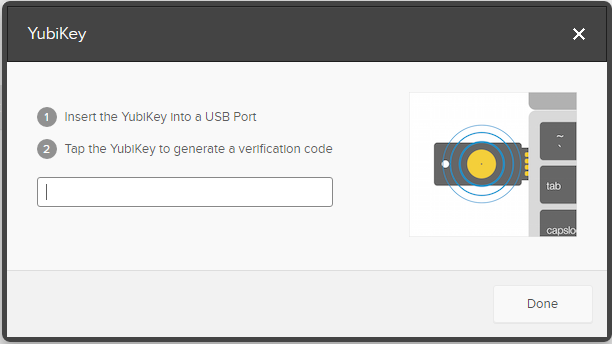 YubiKey
1 Insert the YubiKey into a USB Port
2 Tap the YubiKey to generate a verification code
~
`
tab
capslo
Done